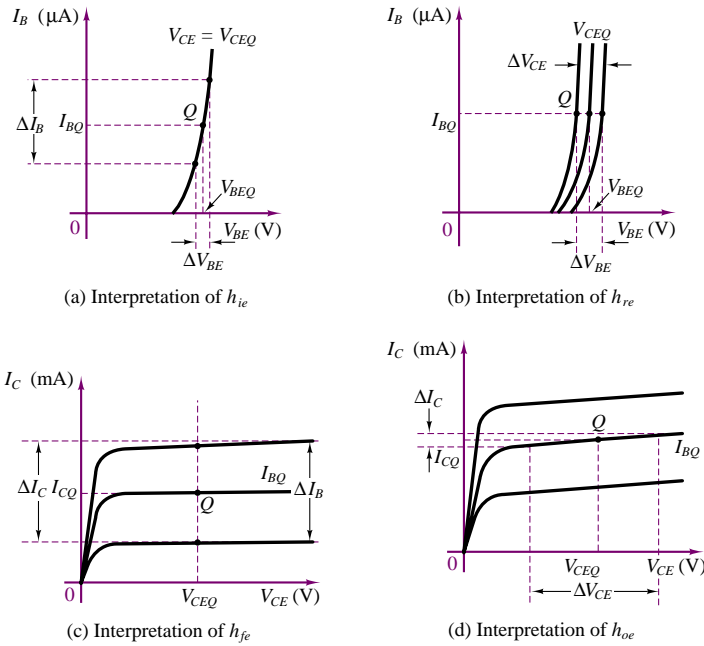 I_B (μA)
V_CE = V_CEQ
Q
ΔI_B
I_BQ
V_BEQ
0
V_BE (V)
ΔV_BE
(a) Interpretation of h_ie
I_B (μA)
V_CEQ
ΔV_CE
Q
I_BQ
V_BEQ
0
V_BE (V)
ΔV_BE
(b) Interpretation of h_re
I_C (mA)
I_BQ
ΔI_C I_CQ
ΔI_B
Q
0
V_CEQ
V_CE (V)
(c) Interpretation of h_fe
I_C (mA)
ΔI_C
Q
I_CQ
I_BQ
0
V_CEQ
V_CE (V)
ΔV_CE
(d) Interpretation of h_oe